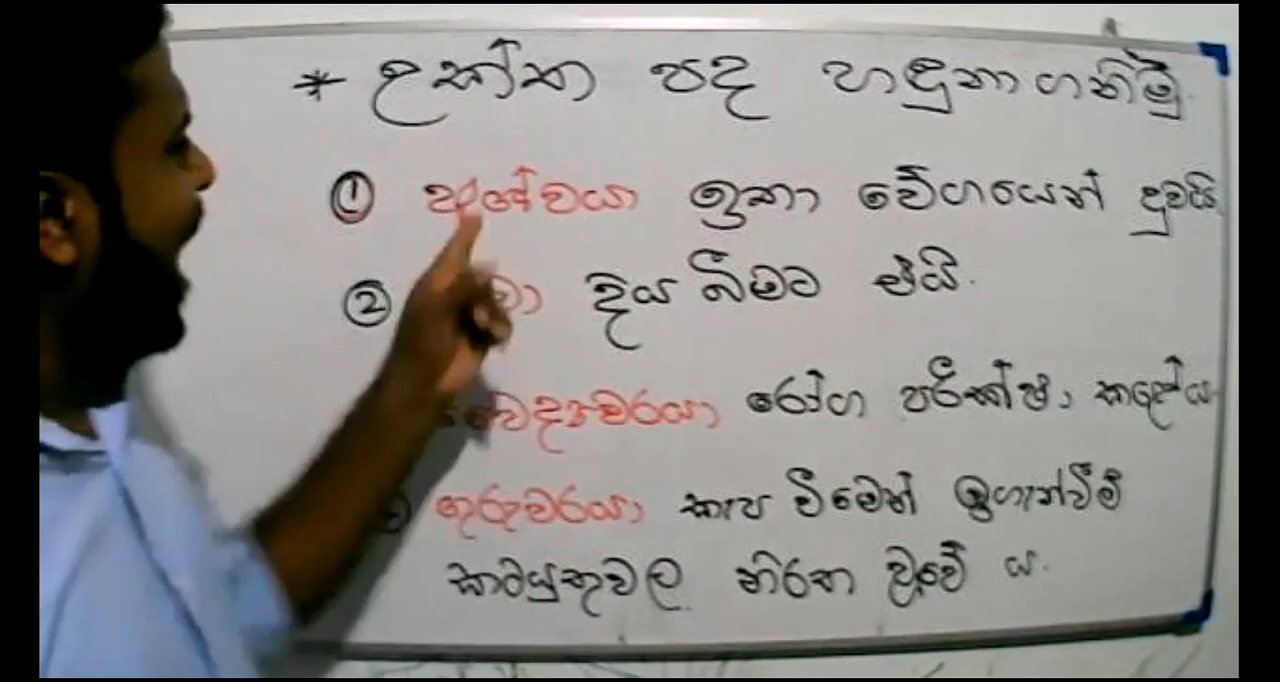 * උක්ත පද හඳුනා ගනිමු.
① අශ්වයා ඉතා වේගයෙන් දුවයි
② දිය බීමට එයි.
වෛද්‍යවරයා රෝග පරීක්ෂා කළේය
ගුරුවරයා කැප වීමෙන් ඉගැන්වීම්
කටයුතුවල නිරත වූවේ ය.